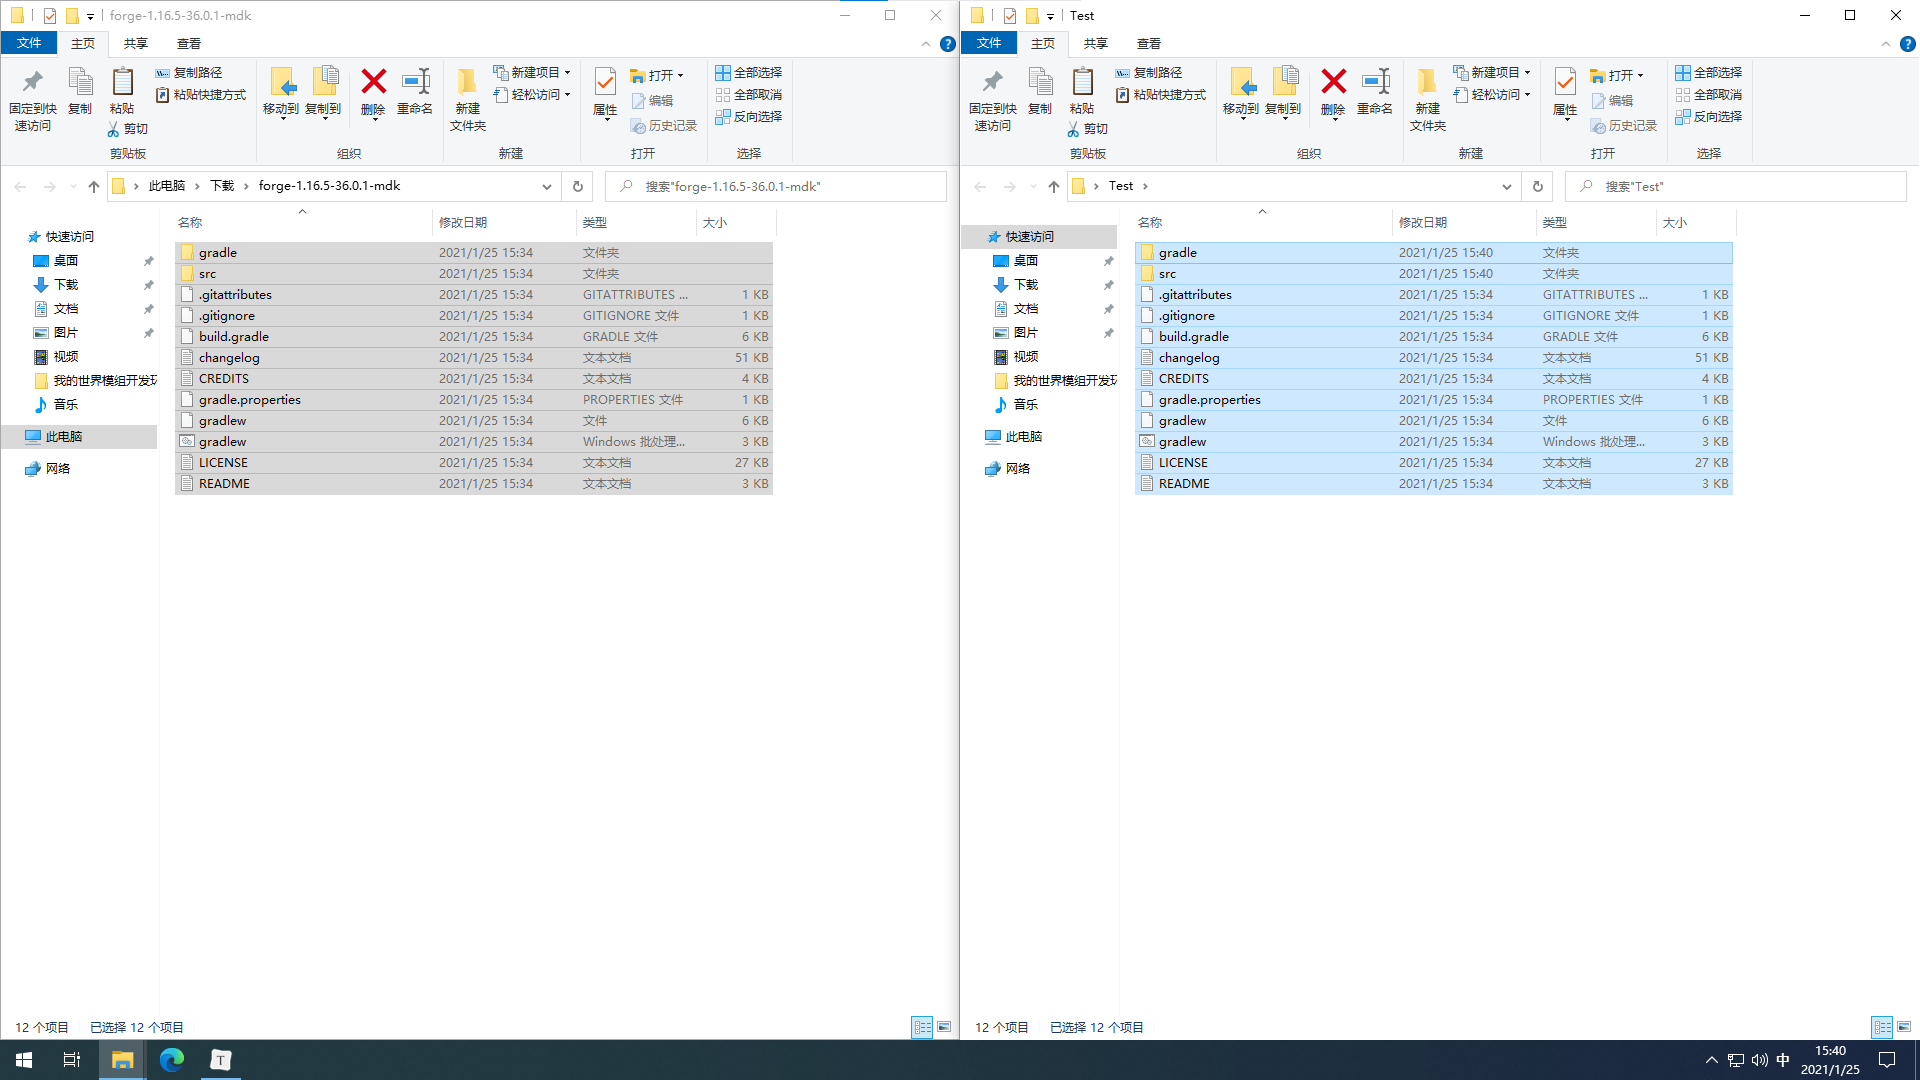 forge-1.16.5-36.0.1-mdk
文件 主页 共享 查看
固定到快速访问
复制
粘贴
复制路径
粘贴快捷方式
剪切
剪贴板
移动到
复制到
删除
重命名
组织
新建文件夹
新建项目
轻松访问
新建
属性
打开
编辑
历史记录
打开
全部选择
全部取消
反向选择
选择
此电脑 下载 forge-1.16.5-36.0.1-mdk
搜索"forge-1.16.5-36.0.1-mdk"
快速访问
桌面
下载
文档
图片
视频
我的世界模组开发环
音乐
此电脑
网络
名称 修改日期 类型 大小
gradle 2021/1/25 15:34 文件夹
src 2021/1/25 15:34 文件夹
.gitattributes 2021/1/25 15:34 GITATTRIBUTES ... 1 KB
.gitignore 2021/1/25 15:34 GITIGNORE 文件 1 KB
build.gradle 2021/1/25 15:34 GRADLE 文件 6 KB
changelog 2021/1/25 15:34 文本文档 51 KB
CREDITS 2021/1/25 15:34 文本文档 4 KB
gradle.properties 2021/1/25 15:34 PROPERTIES 文件 1 KB
gradlew 2021/1/25 15:34 文件 6 KB
gradlew 2021/1/25 15:34 Windows 批处理... 3 KB
LICENSE 2021/1/25 15:34 文本文档 27 KB
README 2021/1/25 15:34 文本文档 3 KB
12 个项目 已选择 12 个项目
Test
文件 主页 共享 查看
固定到快速访问
复制
粘贴
复制路径
粘贴快捷方式
剪切
剪贴板
移动到
复制到
删除
重命名
组织
新建文件夹
新建项目
轻松访问
新建
属性
打开
编辑
历史记录
打开
全部选择
全部取消
反向选择
选择
Test
搜索"Test"
快速访问
桌面
下载
文档
图片
视频
我的世界模组开发环
音乐
此电脑
网络
名称 修改日期 类型 大小
gradle 2021/1/25 15:40 文件夹
src 2021/1/25 15:40 文件夹
.gitattributes 2021/1/25 15:34 GITATTRIBUTES ... 1 KB
.gitignore 2021/1/25 15:34 GITIGNORE 文件 1 KB
build.gradle 2021/1/25 15:34 GRADLE 文件 6 KB
changelog 2021/1/25 15:34 文本文档 51 KB
CREDITS 2021/1/25 15:34 文本文档 4 KB
gradle.properties 2021/1/25 15:34 PROPERTIES 文件 1 KB
gradlew 2021/1/25 15:34 文件 6 KB
gradlew 2021/1/25 15:34 Windows 批处理... 3 KB
LICENSE 2021/1/25 15:34 文本文档 27 KB
README 2021/1/25 15:34 文本文档 3 KB
12 个项目 已选择 12 个项目
T
中
15:40
2021/1/25